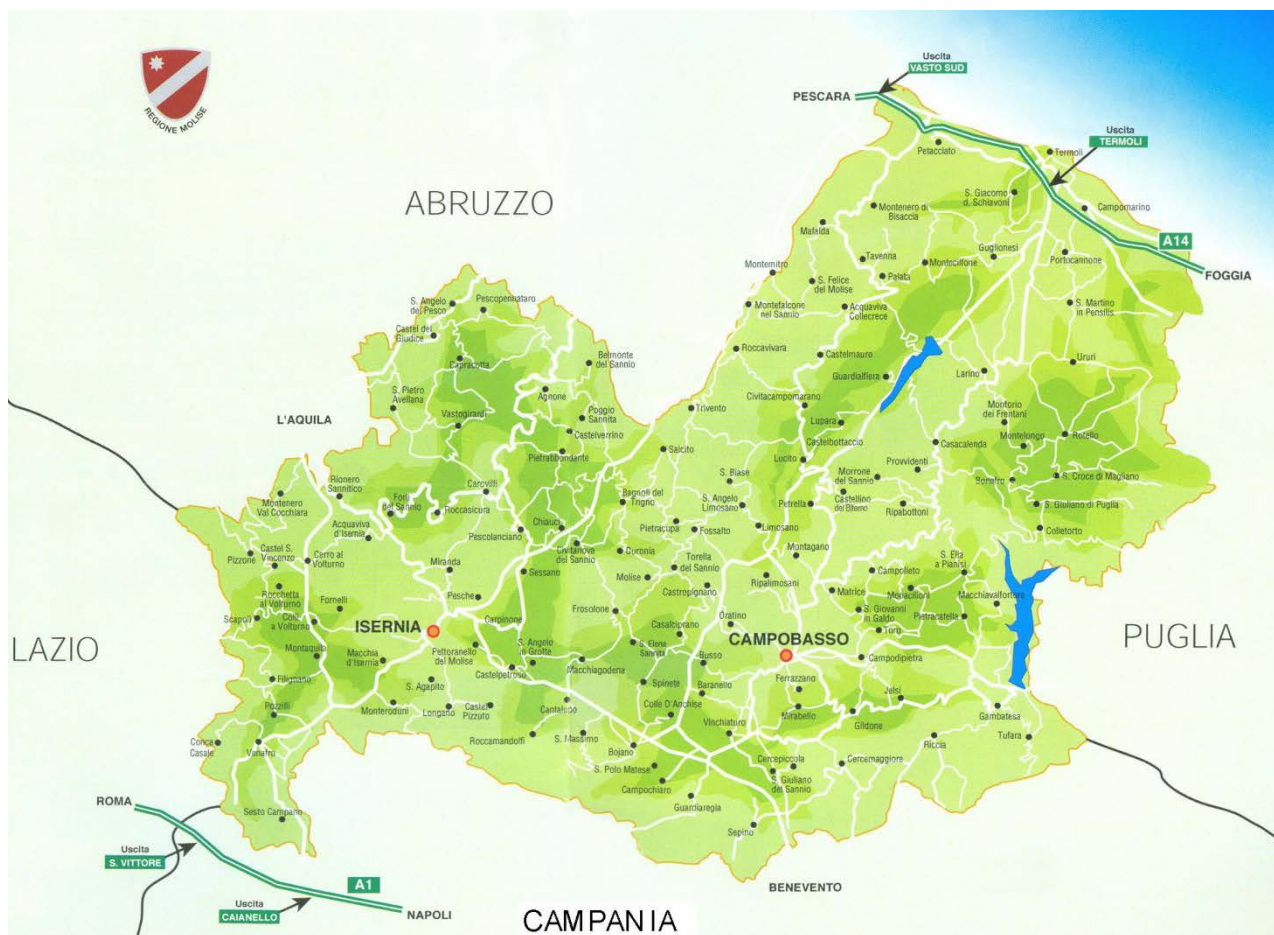 Uscita
VASTO SUD
PESCARA
Uscita
TERMOLI
REGIONE MOLISE
Petacciato
Termoli
ABRUZZO
S. Giacomo
d. Schiavoni
Montenero di
Bisaccia
Campomarino
Mafalda
A14
Tavenna
Guglionesi
Montecilfone
Portocannone
FOGGIA
Montemitro
S. Felice
del Molise
Palata
S. Angelo
del Pesco
Pescopennataro
Montefalcone
nel Sannio
Acquaviva
Collecroce
S. Martino
in Pensilis
Castel del
Giudice
Roccavivara
Castelmauro
Capracotta
Belmonte
del Sannio
Guardialfiera
Larino
Ururi
S. Pietro
Avellana
Agnone
Civitacampomarano
Montorio
dei Frentani
L'AQUILA
Vastogirardi
Poggio
Sannita
Trivento
Lupara
Castelverrino
Castelbottaccio
Casacalenda
Montelongo
Rotello
Pietrabbondante
Salcito
Lucito
Provvidenti
Rionero
Sannitico
Carovilli
S. Biase
Morrone
del Sannio
Bonefro
S. Croce di Magliano
Montenero
Val Cocchiara
Forlì
del Sannio
Bagnoli del
Trigno
S. Angelo
Limosano
Petrella
Castellino
del Biferno
Ripabottoni
S. Giuliano di Puglia
Acquaviva
d'Isernia
Roccasicura
Chiauci
Pietracupa
Fossalto
Limosano
Colletorto
Pescolanciano
Pizzone
Castel S.
Vincenzo
Cerro al
Volturno
Civitanova
del Sannio
Duronia
Montagano
Miranda
Sessano
Torella
del Sannio
Campolieto
S. Elia
a Pianisi
Molise
Ripalimosani
Rocchetta
al Volturno
Fornelli
Pesche
Castropignano
Matrice
Monacilioni
Macchiavalfortore
Scapoli
Colli
a Volturno
ISERNIA
Carpinone
Frosolone
Oratino
S. Giovanni
in Galdo
Pietracatella
Casalciprano
CAMPOBASSO
Toro
LAZIO
PUGLIA
Montaquila
Macchia
d'Isernia
Pettoranello
del Molise
S. Angelo
in Grotte
S. Elena
Sannita
Busso
Campodipietra
Castelpetroso
Macchiagodena
Filignano
S. Agapito
Spinete
Baranello
Ferrazzano
Jelsi
Pozzilli
Monteroduni
Longano
Castel
Pizzuto
Cantalupo
Colle D'Anchise
Mirabello
Gildone
Gambatesa
Conca
Casale
Venafro
Roccamandolfi
S. Massimo
Bojano
Vinchiaturo
Riccia
Tufara
S. Polo Matese
Cercepiccola
Cercemaggiore
Campochiaro
S. Giuliano
del Sannio
ROMA
Sesto Campano
Guardiaregia
Sepino
Uscita
S. VITTORE
A1
BENEVENTO
Uscita
CAIANELLO
NAPOLI
CAMPANIA